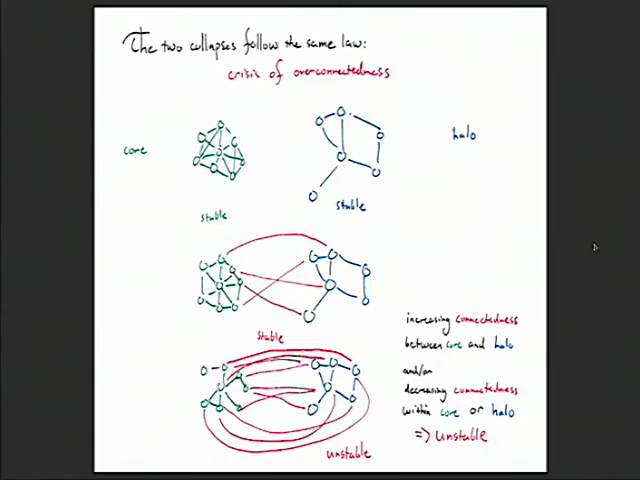 The two collapses follow the same law:
crisis of overconnectedness
core
halo
stable
stable
stable
increasing connectedness
between core and halo
and/or
decreasing connectedness
within core or halo
=> unstable
unstable